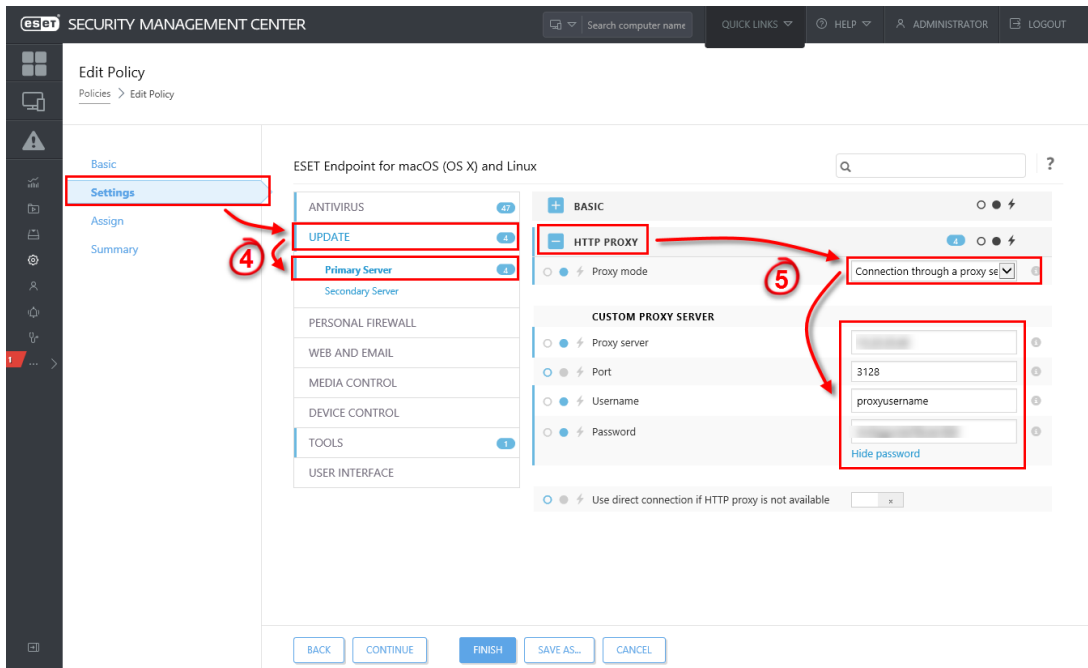 eset SECURITY MANAGEMENT CENTER
Search computer name
QUICK LINKS
? HELP
ADMINISTRATOR
LOGOUT
Edit Policy
Policies > Edit Policy
Basic
Settings
Assign
Summary
1
...
>
4
ESET Endpoint for macOS (OS X) and Linux
?
ANTIVIRUS 47
UPDATE 4
Primary Server 4
Secondary Server
PERSONAL FIREWALL
WEB AND EMAIL
MEDIA CONTROL
DEVICE CONTROL
TOOLS 1
USER INTERFACE
+ BASIC
HTTP PROXY 4
Proxy mode Connection through a proxy se
5
CUSTOM PROXY SERVER
Proxy server
Port 3128
Username proxyusername
Password
Hide password
Use direct connection if HTTP proxy is not available x
BACK
CONTINUE
FINISH
SAVE AS...
CANCEL